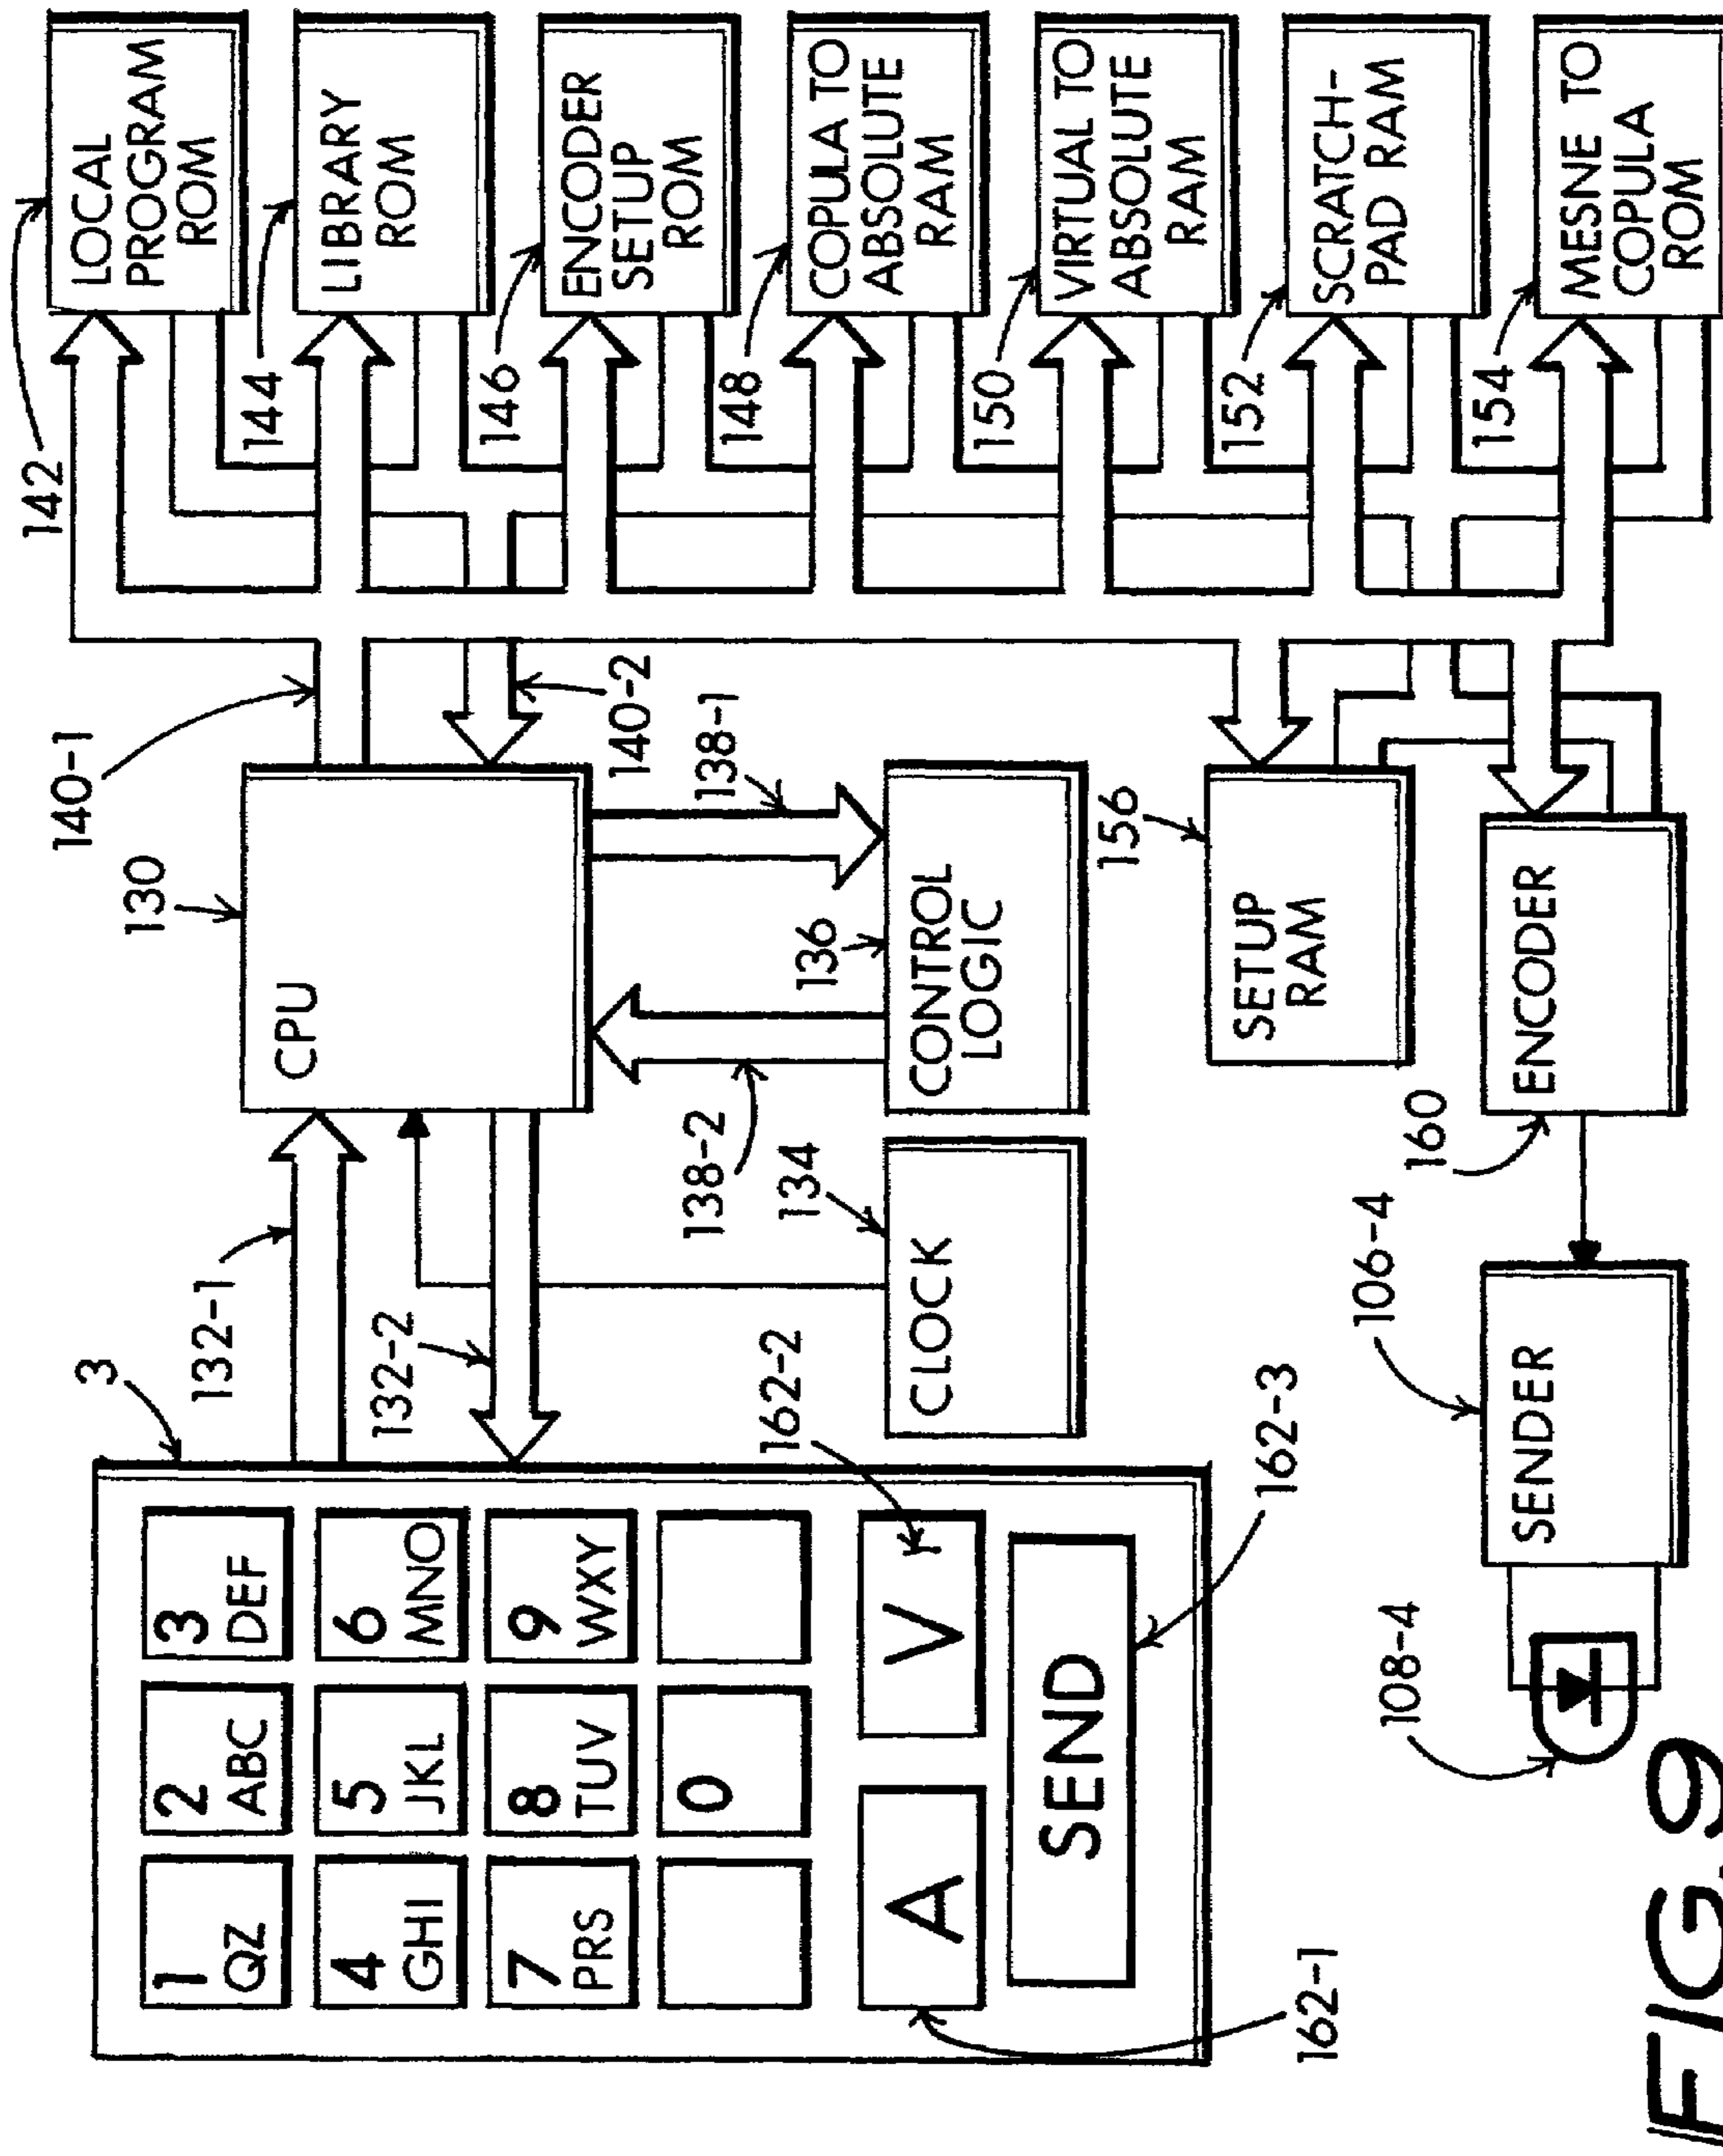 3
1
QZ
2
ABC
3
DEF
4
GHI
5
JKL
6
MNO
7
PRS
8
TUV
9
WXY
0
A
V
SEND
162-1
162-2
162-3
132-1
132-2
130
CPU
140-1
140-2
138-1
138-2
134
CLOCK
136
CONTROL
LOGIC
142
LOCAL
PROGRAM
ROM
144
LIBRARY
ROM
146
ENCODER
SETUP
ROM
148
COPULA TO
ABSOLUTE
RAM
150
VIRTUAL TO
ABSOLUTE
RAM
152
SCRATCH-
PAD RAM
154
MESNE TO
COPULA
ROM
156
SETUP
RAM
160
ENCODER
106-4
SENDER
108-4
FIG.9